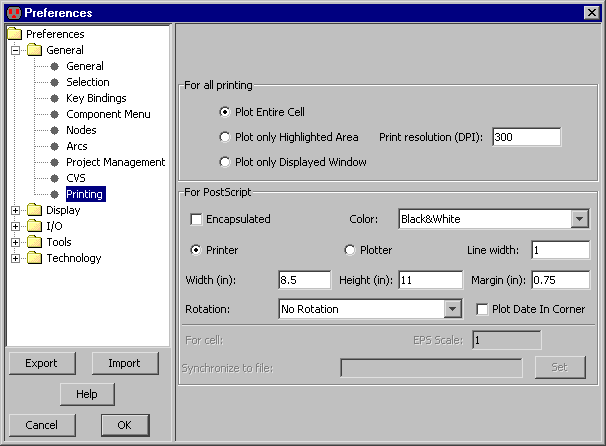 Preferences
Preferences
General
General
Selection
Key Bindings
Component Menu
Nodes
Arcs
Project Management
CVS
Printing
Display
I/O
Tools
Technology
Export Import
Help
Cancel OK
For all printing
Plot Entire Cell
Plot only Highlighted Area Print resolution (DPI): 300
Plot only Displayed Window
For PostScript
Encapsulated Color: Black&White
Printer Plotter Line width: 1
Width (in): 8.5 Height (in): 11 Margin (in): 0.75
Rotation: No Rotation Plot Date In Corner
For cell: EPS Scale: 1
Synchronize to file: Set